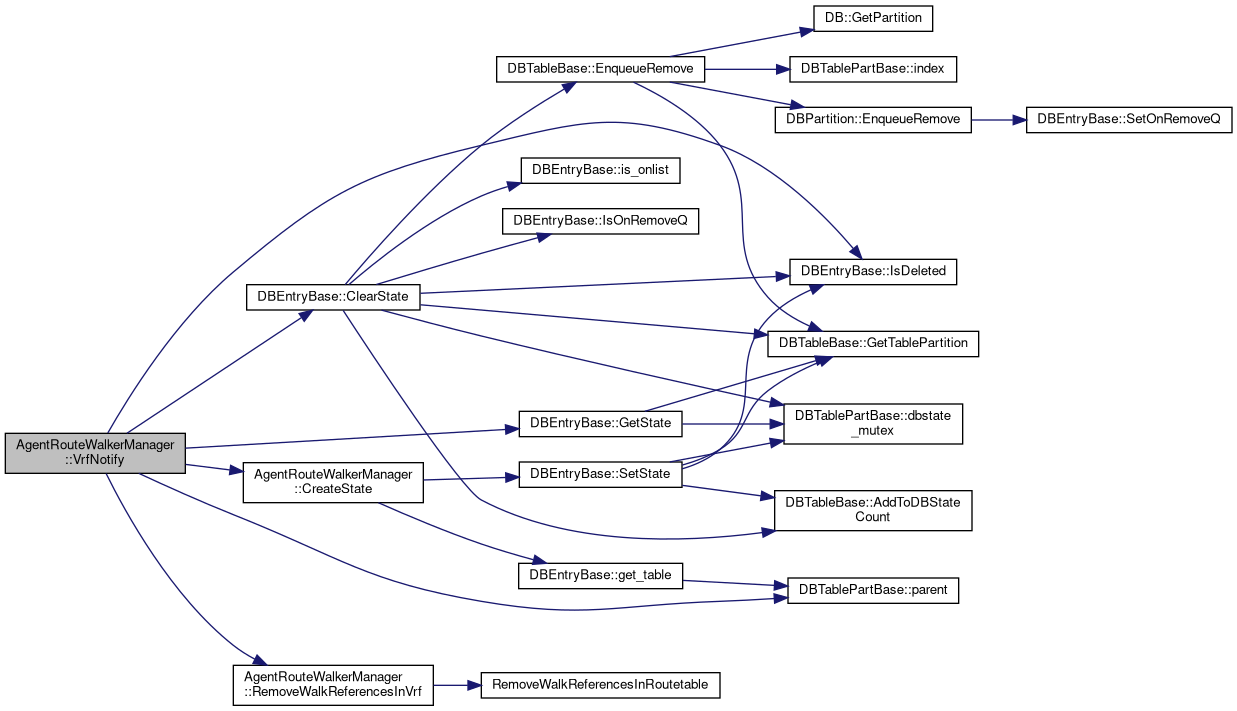 DB::GetPartition
DBTableBase::EnqueueRemove
DBTablePartBase::index
DBPartition::EnqueueRemove
DBEntryBase::SetOnRemoveQ
DBEntryBase::is_onlist
DBEntryBase::IsOnRemoveQ
DBEntryBase::IsDeleted
DBEntryBase::ClearState
DBTableBase::GetTablePartition
DBEntryBase::GetState
DBTablePartBase::dbstate
_mutex
AgentRouteWalkerManager
::VrfNotify
AgentRouteWalkerManager
::CreateState
DBEntryBase::SetState
DBTableBase::AddToDBState
Count
DBEntryBase::get_table
DBTablePartBase::parent
AgentRouteWalkerManager
::RemoveWalkReferencesInVrf
RemoveWalkReferencesInRoutetable